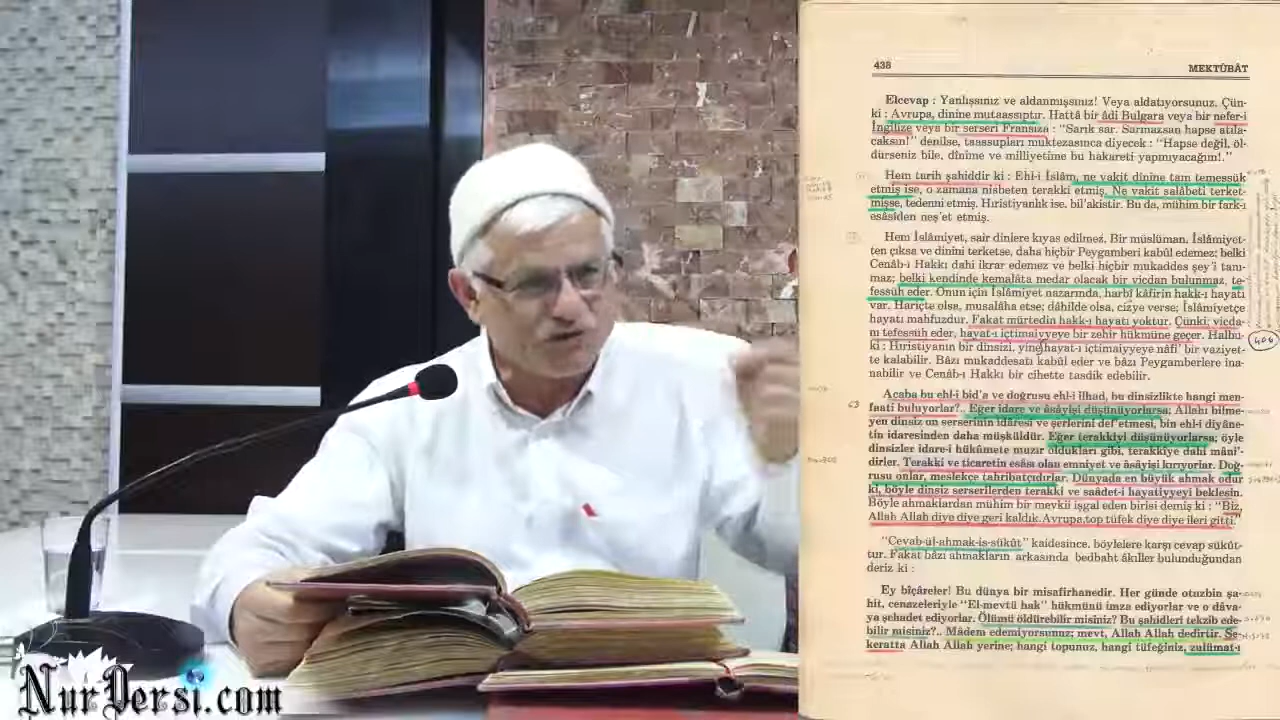 438
MEKTÛBÂT
Elcevap : Yanlışsınız ve aldanmışsınız! Veya aldatıyorsunuz. Çün-
ki : Avrupa, dinine mutaassıptır. Hattâ bir âdi Bulgara veya bir nefer-i
İngilize veya bir serseri Fransıza : "Sarık sar. Sarmazsan hapse atıla-
caksın!" denilse, taassupları muktezasınca diyecek : "Hapse değil, öl-
dürseniz bile, dînime ve milliyetime bu hakareti yapmıyacağım!.."
Hem tarih şahiddir ki : Ehl-i İslâm, ne vakit dinine tam temessük
etmiş ise, o zamana nisbeten terakki etmiş. Ne vakit salâbeti terket-
mişse, tedenni etmiş. Hıristiyanlık ise, bil'akistir. Bu da, mühim bir fark-ı
esâsîden neş'et etmiş.
Hem İslâmiyet, sair dinlere kıyas edilmez. Bir müslüman, İslâmiyet-
ten çıksa ve dinini terketse, daha hiçbir Peygamberi kabûl edemez; belki
Cenâb-ı Hakkı dahi ikrar edemez ve belki hiçbir mukaddes şey'i tanı-
maz; belki kendinde kemalâta medar olacak bir vicdan bulunmaz, te-
fessüh eder. Onun için İslâmiyet nazarında, harbî kâfirin hakk-ı hayatı
var. Hariçte olsa, musalâha etse; dâhilde olsa, cizye verse; İslâmiyetçe
hayatı mahfuzdur. Fakat mürtedin hakk-ı hayatı yoktur. Çünki: vicda-
nı tefessüh eder, hayat-ı içtimaiyyeye bir zehir hükmüne geçer. Halbu-
ki : Hıristiyanın bir dinsizi, yine hayat-ı içtimaiyyeye nâfi' bir vaziyet-
te kalabilir. Bâzı mukaddesatı kabûl eder ve bâzı Peygamberlere ina-
nabilir ve Cenâb-ı Hakkı bir cihette tasdik edebilir.
Acaba bu ehl-i bid'a ve doğrusu ehl-i ilhad, bu dinsizlikte hangi men-
faati buluyorlar?.. Eğer idare ve âsâyişi düşünüyorlarsa; Allahı bilme-
yen dinsiz on serserinin idâresi ve şerlerini def'etmesi, bin ehl-i diyâne-
tin idaresinden daha müşküldür. Eğer terakkiyi düşünüyorlarsa; öyle
dinsizler idare-i hükûmete muzır oldukları gibi, terakkiye dahi mâni'-
dirler. Terakki ve ticaretin esâsı olan emniyet ve âsâyişi kırıyorlar. Doğ-
rusu onlar, meslekçe tahribatçıdırlar. Dünyada en büyük ahmak odur
ki, böyle dinsiz serserilerden terakki ve saâdet-i hayatiyyeyi beklesin.
Böyle ahmaklardan mühim bir mevkii işgal eden birisi demiş ki : "Biz,
Allah Allah diye diye geri kaldık. Avrupa, top tüfek diye diye ileri gitti."
"Cevab-ül-ahmak-is-sükût" kaidesince, böylelere karşı cevap sükût-
tur. Fakat bâzı ahmakların arkasında bedbaht âkıller bulunduğundan
deriz ki :
Ey bîçâreler! Bu dünya bir misafirhanedir. Her günde otuzbin şa-
hit, cenazeleriyle "El-mevtü hak" hükmünü imza ediyorlar ve o dâva-
ya şehadet ediyorlar. Ölümü öldürebilir misiniz? Bu şahidleri tekzib ede-
bilir misiniz?.. Mâdem edemiyorsunuz; mevt, Allah Allah dedirtir. Se-
keratta Allah Allah yerine; hangi topunuz, hangi tüfeğiniz, zulümat-ı
NurDersi.com